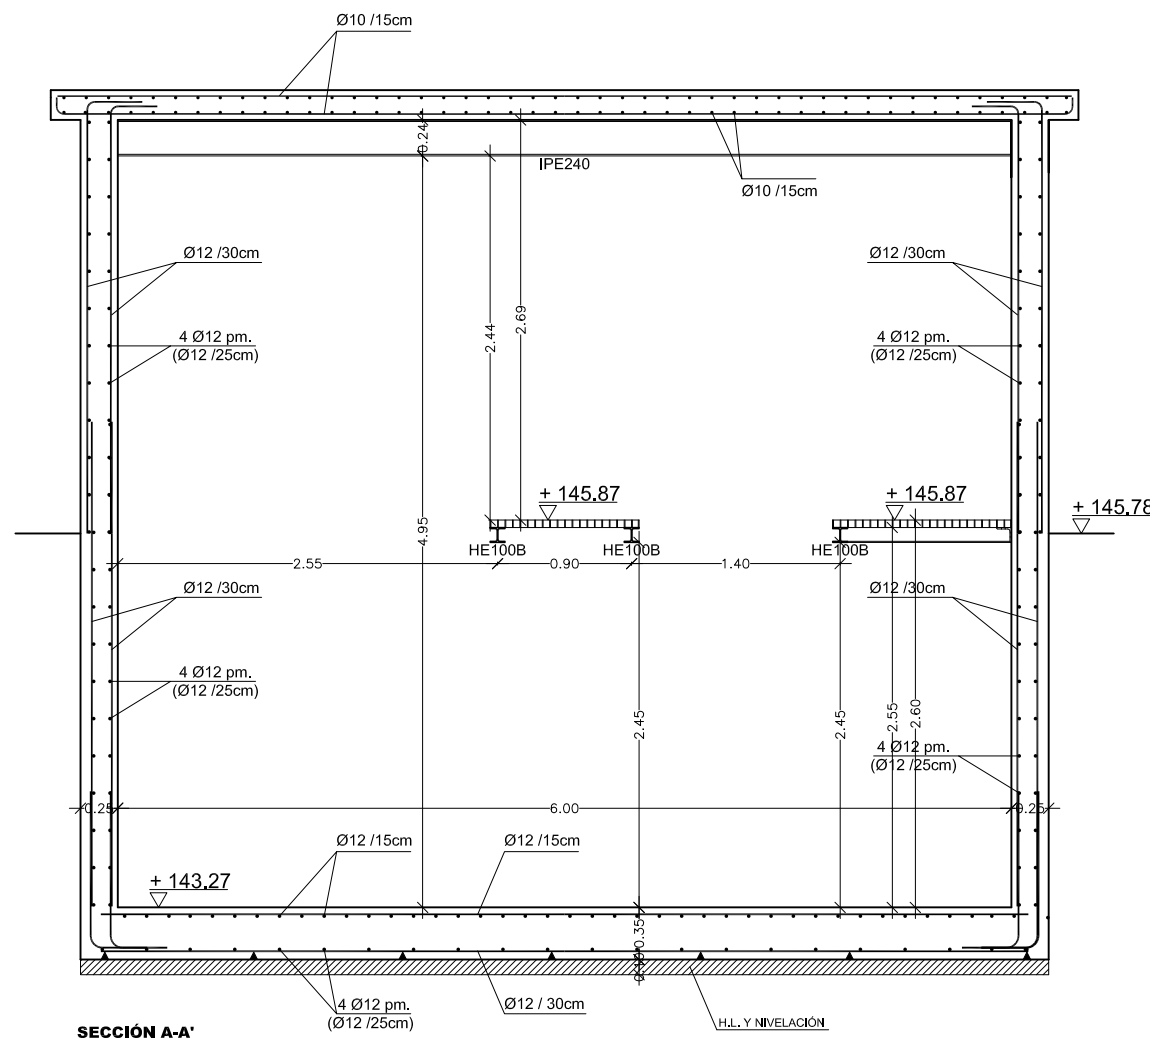 Ø10 /15cm
0.24
IPE240
Ø10 /15cm
Ø12 /30cm
Ø12 /30cm
2.44
2.69
4 Ø12 pm.
(Ø12 /25cm)
4 Ø12 pm.
(Ø12 /25cm)
+ 145.87
+ 145.87
+ 145.78
4.95
HE100B
HE100B
HE100B
2.55
0.90
1.40
Ø12 /30cm
Ø12 /30cm
4 Ø12 pm.
(Ø12 /25cm)
2.45
2.45
2.55
2.60
4 Ø12 pm.
(Ø12 /25cm)
0.25
6.00
0.25
Ø12 /15cm
Ø12 /15cm
+ 143.27
0.35
0.10
4 Ø12 pm.
(Ø12 /25cm)
Ø12 / 30cm
H.L. Y NIVELACIÓN
SECCIÓN A-A'